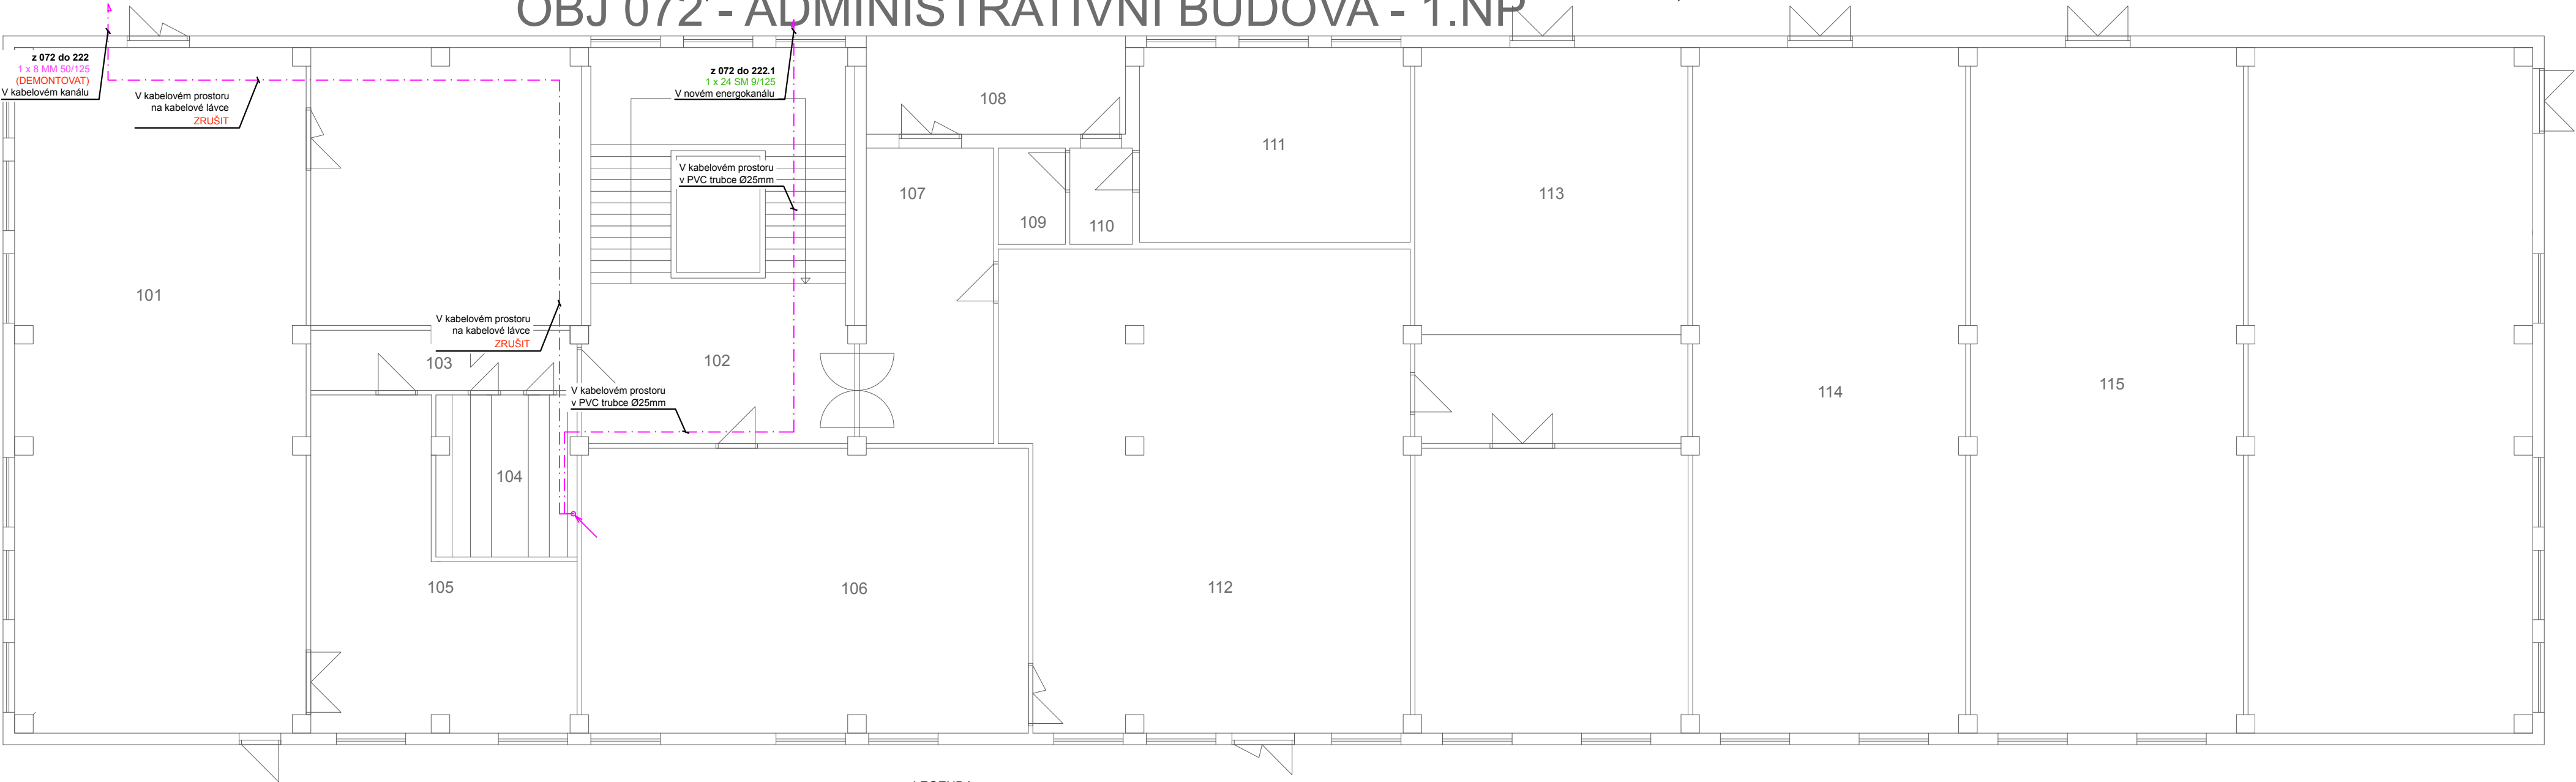 OBJ 072 - ADMINISTRATIVNÍ BUDOVA - 1.NP
z 072 do 222
1 x 8 MM 50/125
(DEMONTOVAT)
V kabelovém kanálu
V kabelovém prostoru
na kabelové lávce
ZRUŠIT
z 072 do 222.1
1 x 24 SM 9/125
V novém energokanálu
108
111
V kabelovém prostoru
v PVC trubce Ø25mm
107
109
110
113
101
V kabelovém prostoru
na kabelové lávce
ZRUŠIT
103
102
V kabelovém prostoru
v PVC trubce Ø25mm
114
115
104
105
106
112